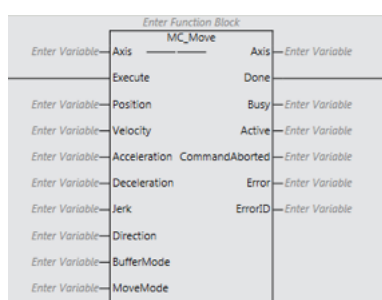 Enter Function Block
MC_Move
Enter Variable Axis Axis Enter Variable
Execute Done
Enter Variable Position Busy Enter Variable
Enter Variable Velocity Active Enter Variable
Enter Variable Acceleration CommandAborted Enter Variable
Enter Variable Deceleration Error Enter Variable
Enter Variable Jerk ErrorID Enter Variable
Enter Variable Direction
Enter Variable BufferMode
Enter Variable MoveMode